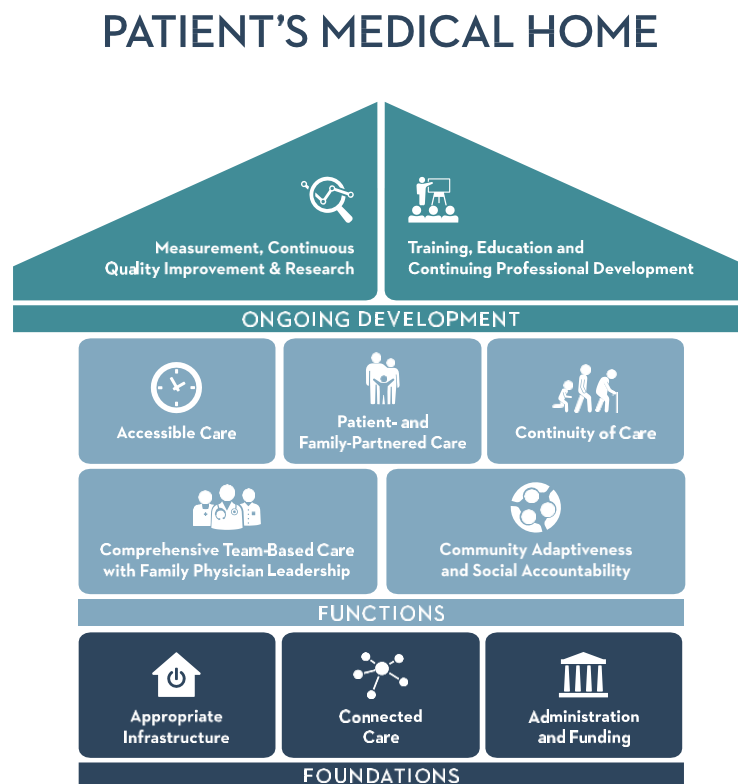 PATIENT'S MEDICAL HOME
Measurement, Continuous
Quality Improvement & Research
Training, Education and
Continuing Professional Development
ONGOING DEVELOPMENT
Accessible Care
Patient- and
Family-Partnered Care
Continuity of Care
Comprehensive Team-Based Care
with Family Physician Leadership
Community Adaptiveness
and Social Accountability
FUNCTIONS
Appropriate
Infrastructure
Connected
Care
Administration
and Funding
FOUNDATIONS